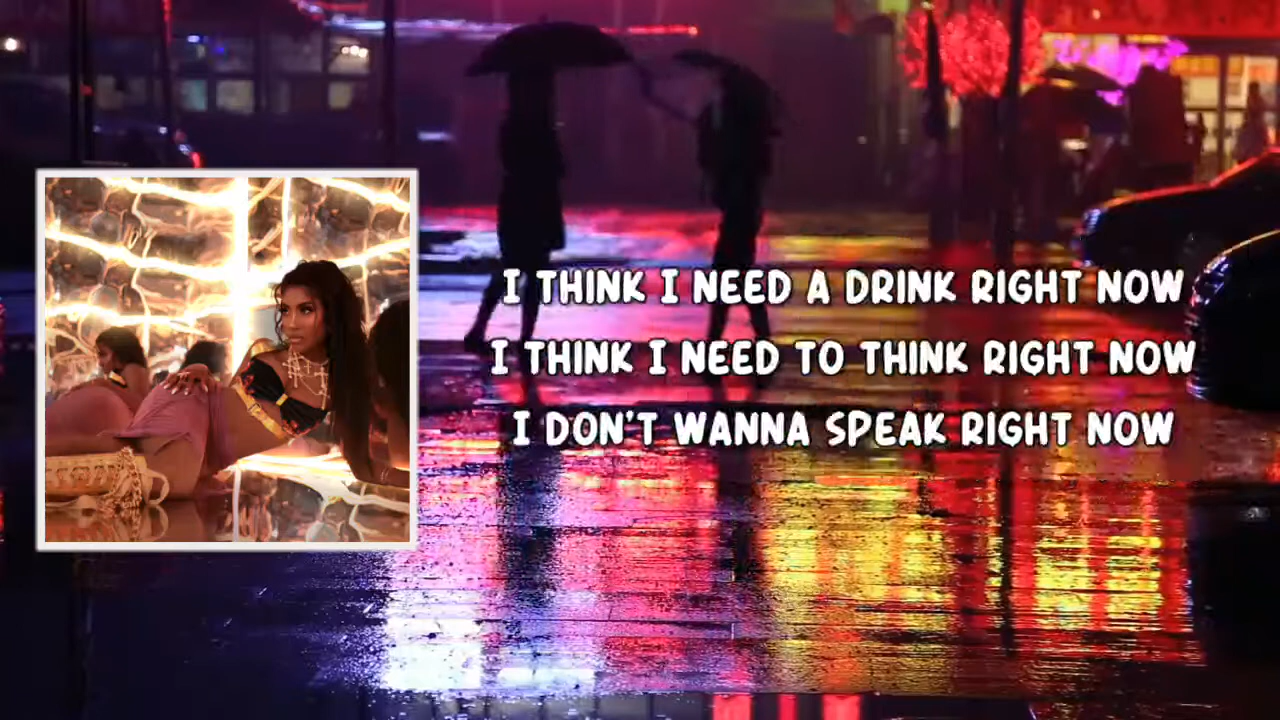 I THINK I NEED A DRINK RIGHT NOW
I THINK I NEED TO THINK RIGHT NOW
I DON'T WANNA SPEAK RIGHT NOW